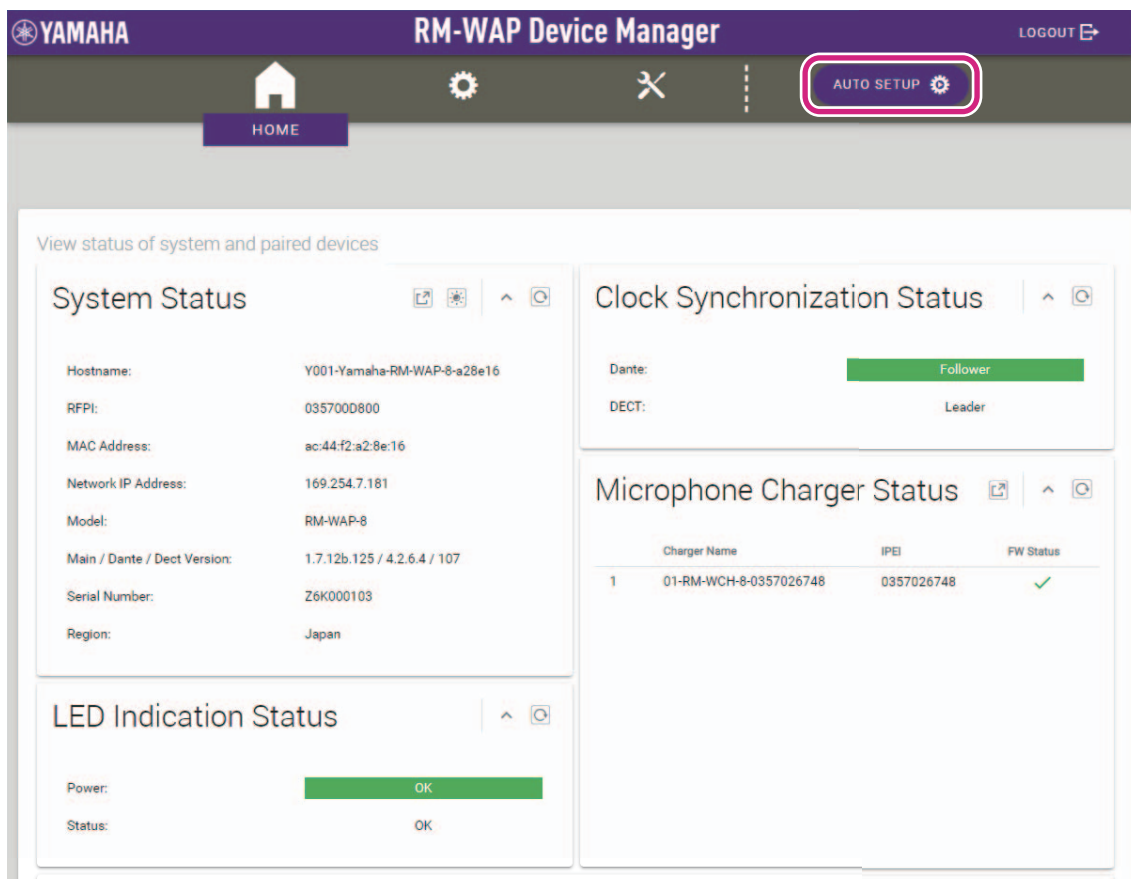 YAMAHA
RM-WAP Device Manager
LOGOUT
AUTO SETUP
HOME
View status of system and paired devices
System Status
Hostname: Y001-Yamaha-RM-WAP-8-a28e16
RFPI: 035700D800
MAC Address: ac:44:f2:a2:8e:16
Network IP Address: 169.254.7.181
Model: RM-WAP-8
Main / Dante / Dect Version: 1.7.12b.125 / 4.2.6.4 / 107
Serial Number: Z6K000103
Region: Japan
LED Indication Status
Power: OK
Status: OK
Clock Synchronization Status
Dante: Follower
DECT: Leader
Microphone Charger Status
Charger Name IPEI FW Status
1 01-RM-WCH-8-0357026748 0357026748